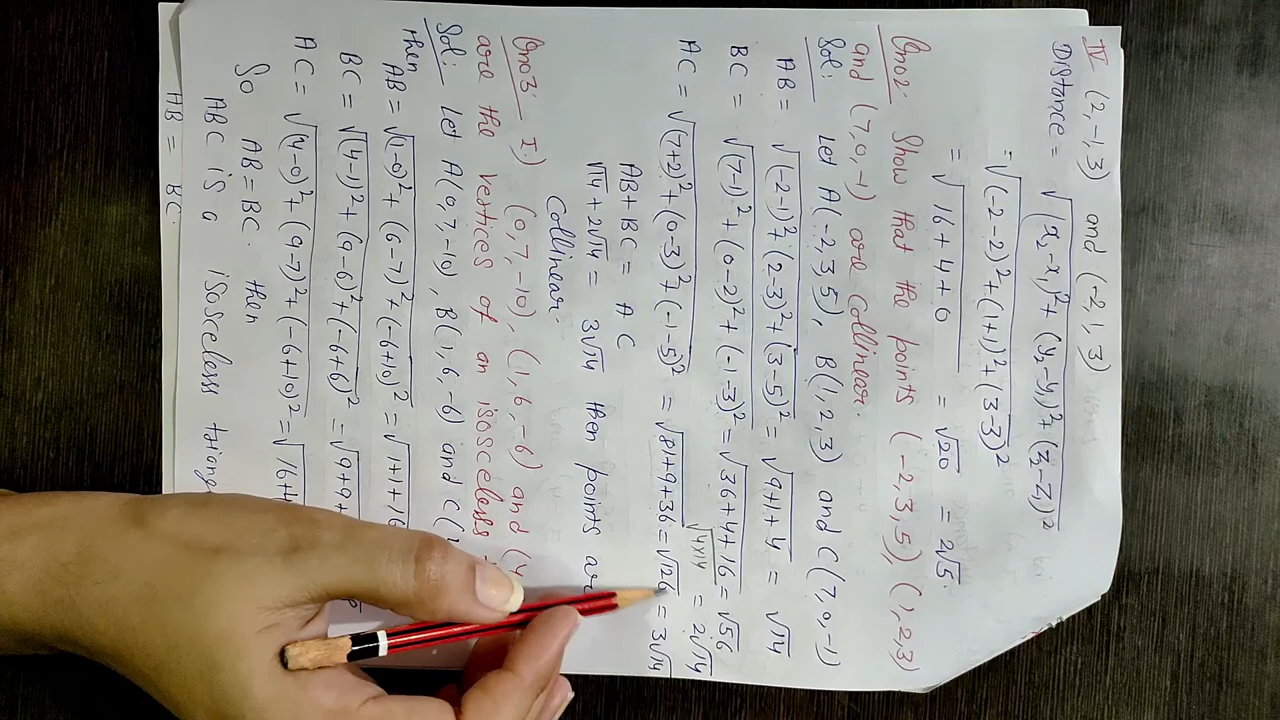 IV (2, -1, 3) and (-2, 1, 3)
Distance = √(x₂-x₁)² + (y₂-y₁)² + (z₂-z₁)²
= √(-2-2)² + (1+1)² + (3-3)²
= √16+4+0 = √20 = 2√5.
Qno2: Show that the points (-2,3,5), (1,2,3)
and (7,0,-1) are Collinear.
Sol: Let A(-2,3,5), B(1,2,3) and C(7,0,-1)
AB = √(-2-1)² + (2-3)² + (3-5)² = √9+1+4 = √14
BC = √(7-1)² + (0-2)² + (-1-3)² = √36+4+16 = √56
√4×14 = 2√14
AC = √(7+2)² + (0-3)² + (-1-5)² = √81+9+36 = √126 = 3√14
AB+BC = AC
√14 + 2√14 = 3√14 then points are
Collinear.
Qno3: I.) (0,7,-10), (1,6,-6) and (4
are the vertices of an isosceless
Sol: Let A(0,7,-10), B(1,6,-6) and C(
then AB = √(1-0)² + (6-7)² + (-6+10)² = √1+1+16
BC = √(4-1)² + (9-6)² + (-6+6)² = √9+9+
AC = √(4-0)² + (9-7)² + (-6+10)² = √16+
So AB = BC. then
ABC is a isoseless
AB = BC.